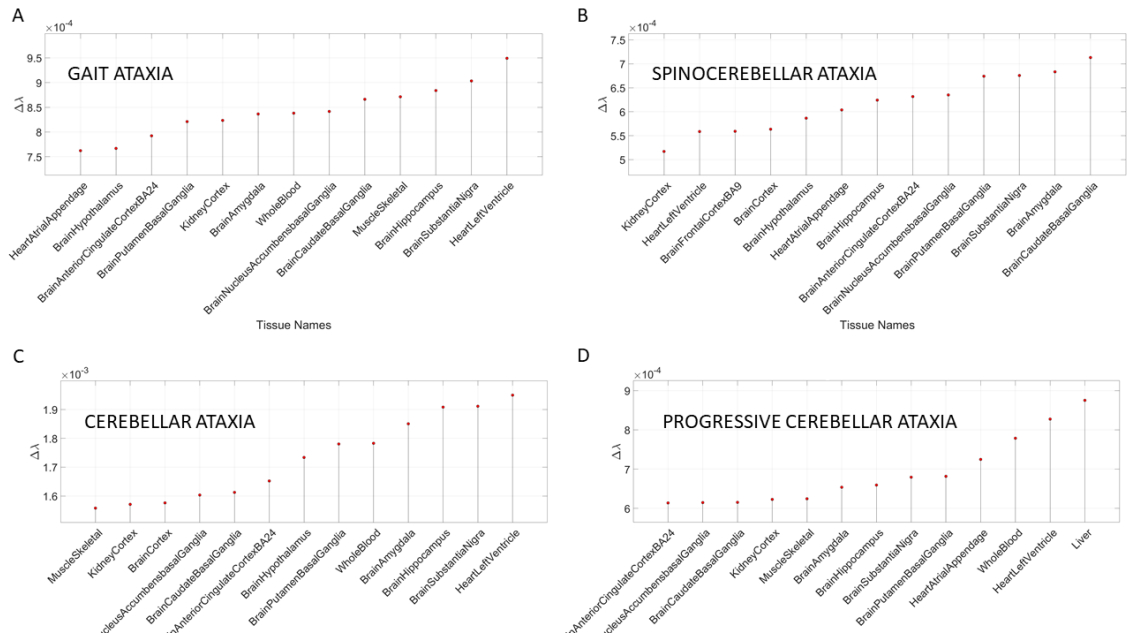 A
×10⁻⁴
GAIT ATAXIA
9.5
9
8.5
8
7.5
Δλ
HeartAtrialAppendage
BrainHypothalamus
BrainAnteriorCingulateCortexBA24
BrainPutamenBasalGanglia
KidneyCortex
BrainAmygdala
WholeBlood
BrainNucleusAccumbensbasalGanglia
BrainCaudateBasalGanglia
MuscleSkeletal
BrainHippocampus
BrainSubstantiaNigra
HeartLeftVentricle
Tissue Names
B
×10⁻⁴
SPINOCEREBELLAR ATAXIA
7.5
7
6.5
6
5.5
5
Δλ
KidneyCortex
HeartLeftVentricle
BrainFrontalCortexBA9
BrainCortex
BrainHypothalamus
HeartAtrialAppendage
BrainHippocampus
BrainAnteriorCingulateCortexBA24
BrainNucleusAccumbensbasalGanglia
BrainPutamenBasalGanglia
BrainSubstantiaNigra
BrainAmygdala
BrainCaudateBasalGanglia
Tissue Names
C
×10⁻³
CEREBELLAR ATAXIA
1.9
1.8
1.7
1.6
Δλ
MuscleSkeletal
KidneyCortex
BrainCortex
ucleusAccumbensbasalGanglia
BrainCaudateBasalGanglia
inAnteriorCingulateCortexBA24
BrainHypothalamus
BrainPutamenBasalGanglia
WholeBlood
BrainAmygdala
BrainHippocampus
BrainSubstantiaNigra
HeartLeftVentricle
D
×10⁻⁴
PROGRESSIVE CEREBELLAR ATAXIA
9
8
7
6
Δλ
inAnteriorCingulateCortexBA24
ucleusAccumbensbasalGanglia
BrainCaudateBasalGanglia
KidneyCortex
MuscleSkeletal
BrainAmygdala
BrainHippocampus
BrainSubstantiaNigra
BrainPutamenBasalGanglia
HeartAtrialAppendage
WholeBlood
HeartLeftVentricle
Liver